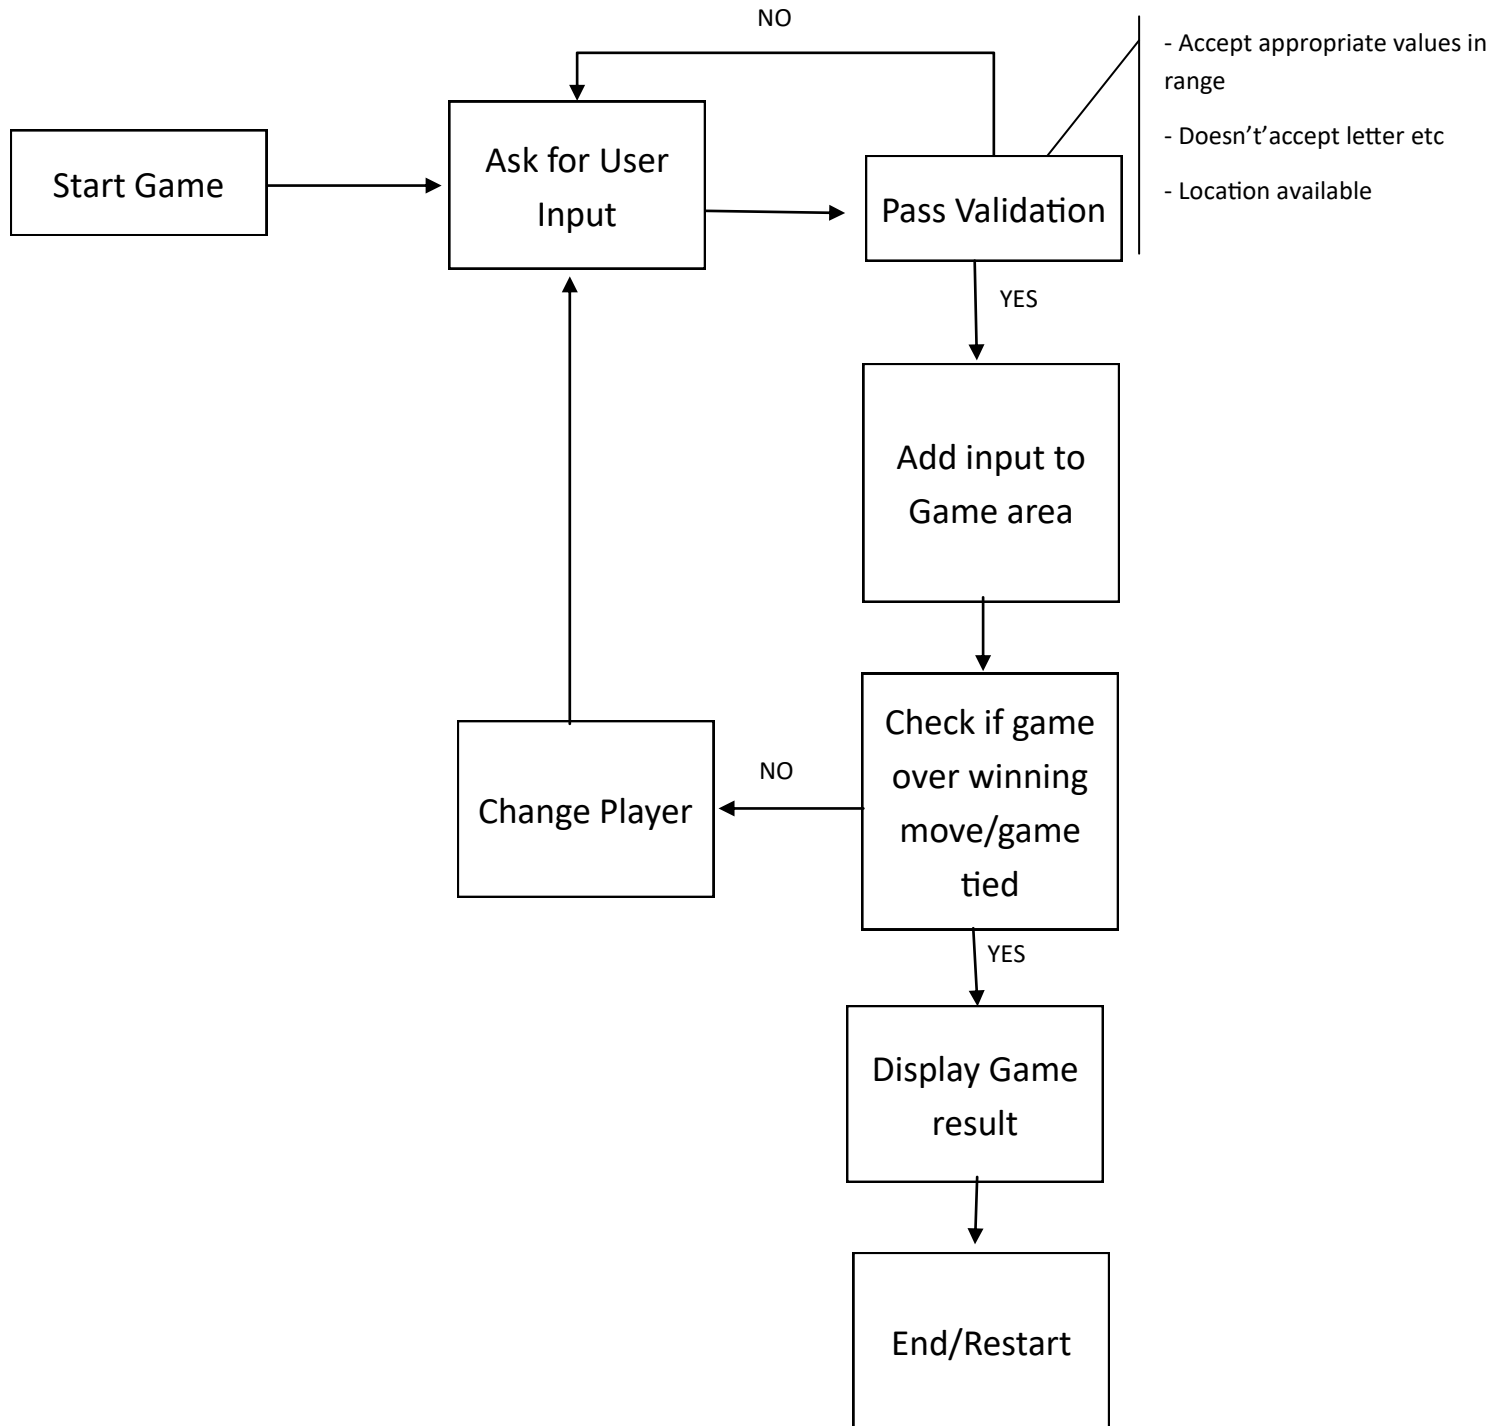 NO
- Accept appropriate values in
range
- Doesn't'accept letter etc
- Location available
Start Game
Ask for User
Input
Pass Validation
YES
Add input to
Game area
Check if game
over winning
move/game
tied
NO
Change Player
YES
Display Game
result
End/Restart